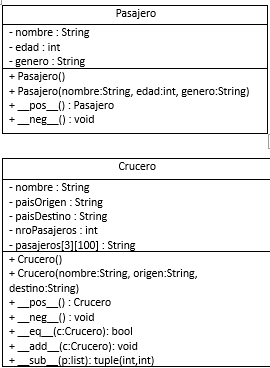 Pasajero
- nombre : String
- edad : int
- genero : String
+ Pasajero()
+ Pasajero(nombre:String, edad:int, genero:String)
+ __pos__() : Pasajero
+ __neg__() : void
Crucero
- nombre : String
- paisOrigen : String
- paisDestino : String
- nroPasajeros : int
- pasajeros[3][100] : String
+ Crucero()
+ Crucero(nombre:String, origen:String,
destino:String)
+ __pos__() : Crucero
+ __neg__() : void
+ __eq__(c:Crucero): bool
+ __add__(c:Crucero): void
+ __sub__(p:list): tuple(int,int)